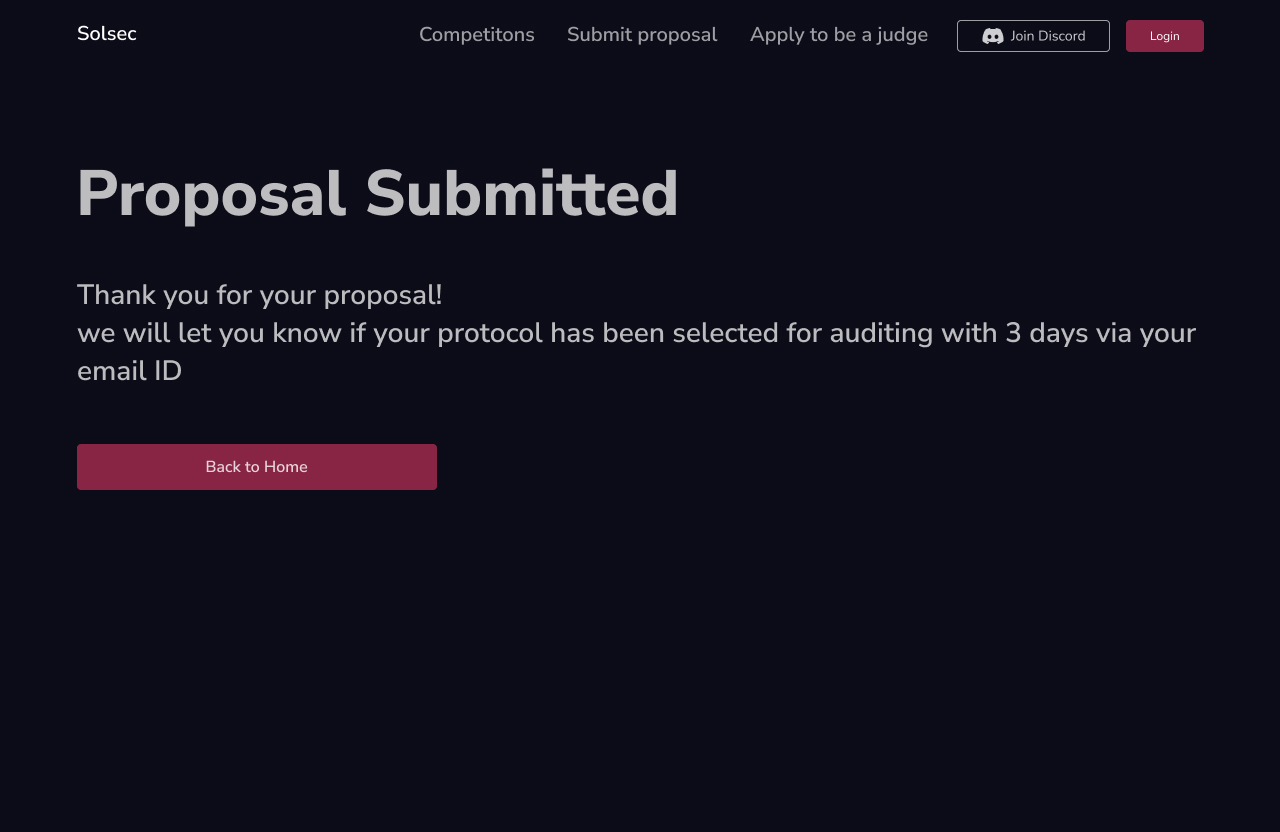 Solsec
Competitons
Submit proposal
Apply to be a judge
Join Discord
Login
Proposal Submitted
Thank you for your proposal!
we will let you know if your protocol has been selected for auditing with 3 days via your
email ID
Back to Home